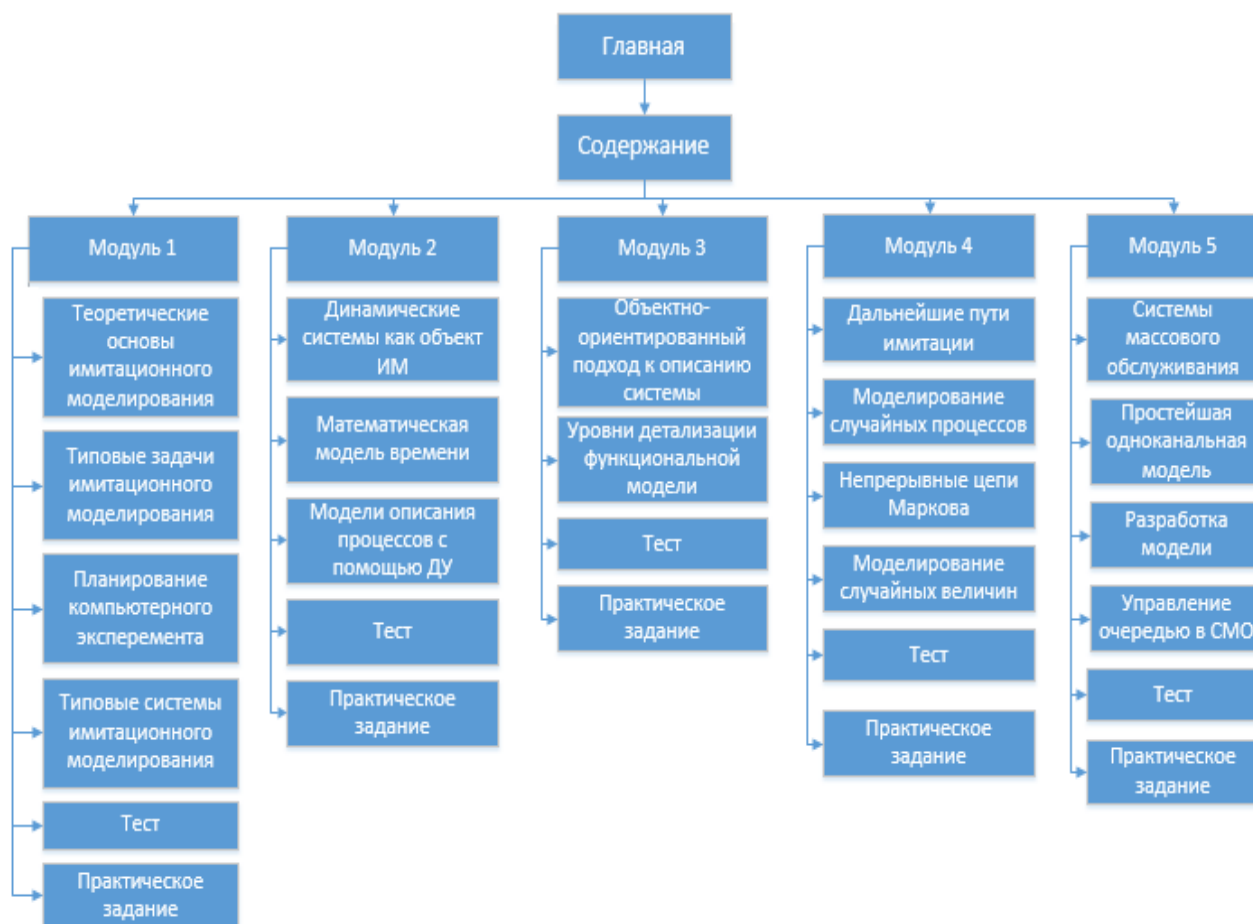 Главная
Содержание
Модуль 1
Теоретические
основы
имитационного
моделирования
Типовые задачи
имитационного
моделирования
Планирование
компьютерного
эксперемента
Типовые системы
имитационного
моделирования
Тест
Практическое
задание
Модуль 2
Динамические
системы как объект
ИМ
Математическая
модель времени
Модели описания
процессов с
помощью ДУ
Тест
Практическое
задание
Модуль 3
Объектно-
ориентированный
подход к описанию
системы
Уровни детализации
функциональной
модели
Тест
Практическое
задание
Модуль 4
Дальнейшие пути
имитации
Моделирование
случайных процессов
Непрерывные цепи
Маркова
Моделирование
случайных величин
Тест
Практическое
задание
Модуль 5
Системы
массового
обслуживания
Простейшая
одноканальная
модель
Разработка
модели
Управление
очередью в СМО
Тест
Практическое
задание